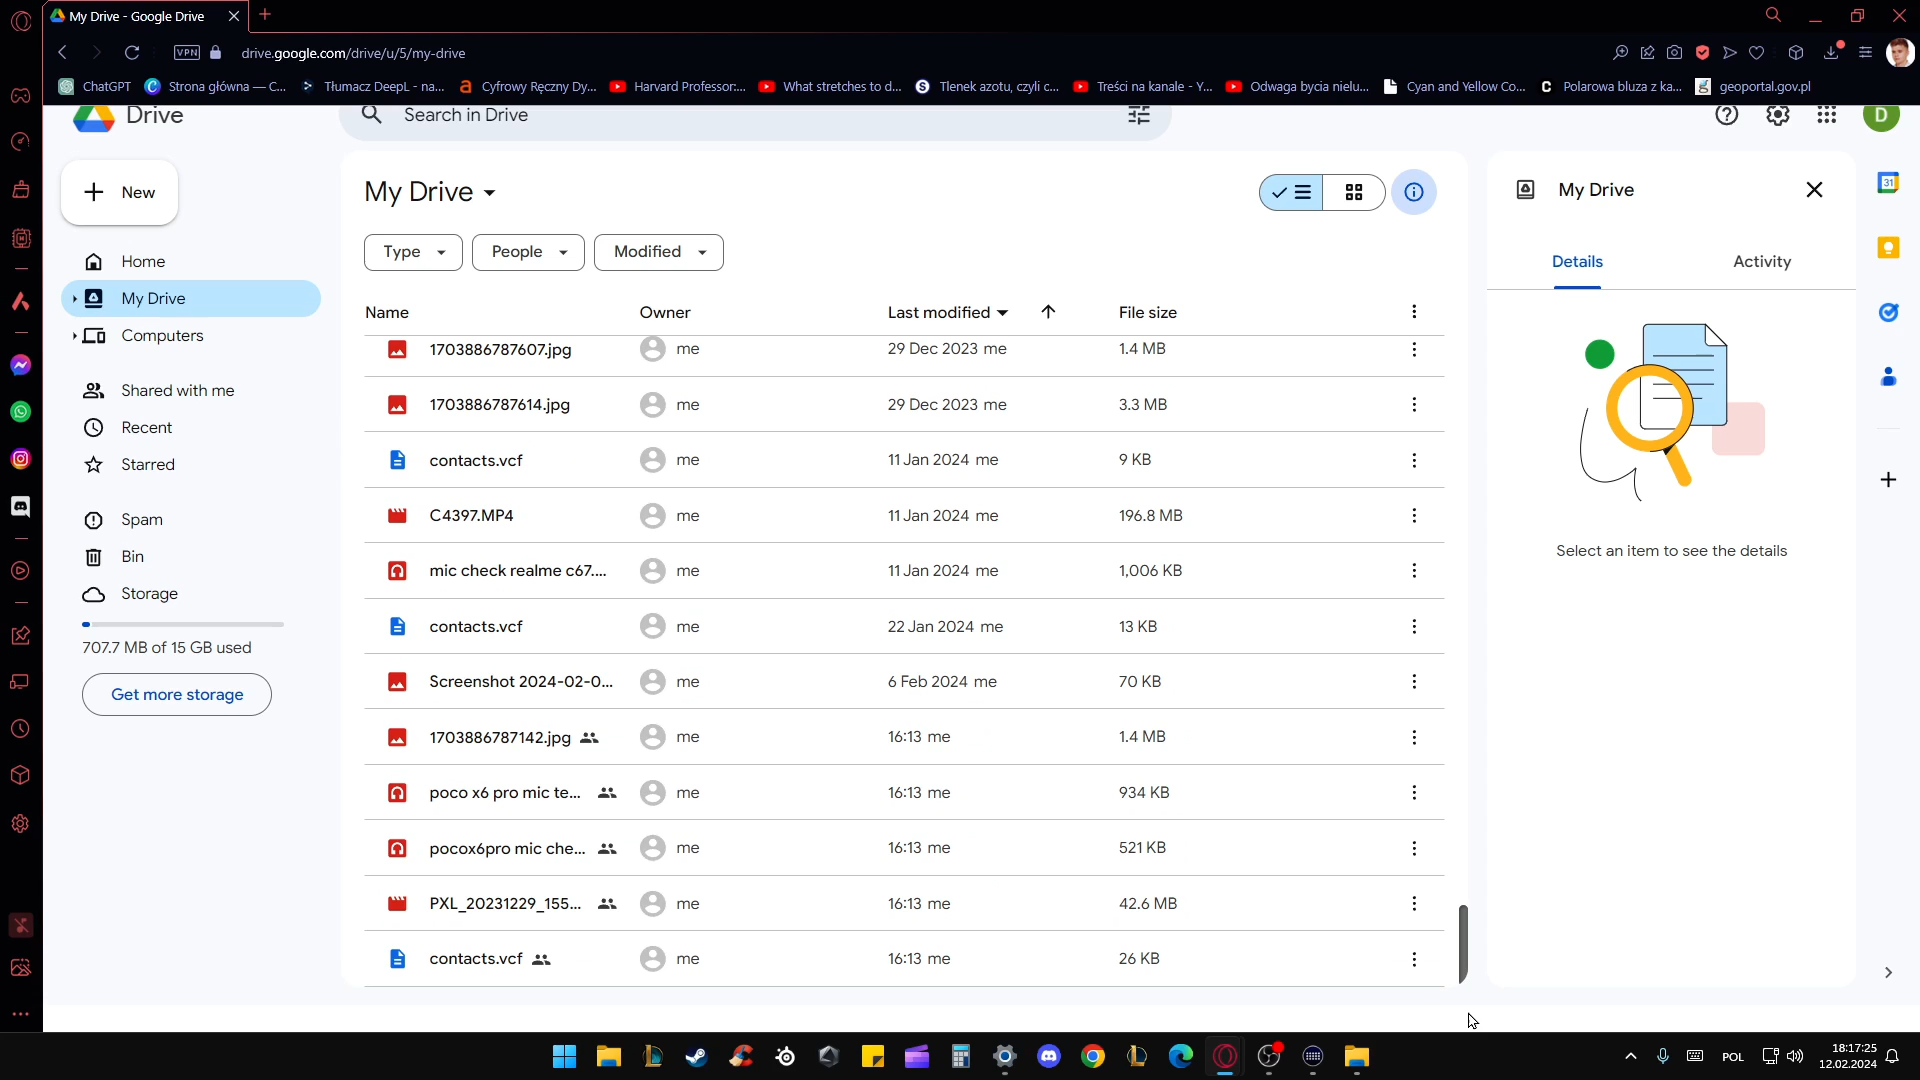 My Drive - Google Drive
VPN
drive.google.com/drive/u/5/my-drive
ChatGPT
Strona główna — C...
Tłumacz DeepL - na...
Cyfrowy Ręczny Dy...
Harvard Professor:...
What stretches to d...
Tlenek azotu, czyli c...
Treści na kanale - Y...
Odwaga bycia nielu...
Cyan and Yellow Co...
Polarowa bluza z ka...
geoportal.gov.pl
Drive
Search in Drive
D
New
My Drive
My Drive
31
Type
People
Modified
Details
Activity
Home
My Drive
Computers
Shared with me
Recent
Starred
Spam
Bin
Storage
707.7 MB of 15 GB used
Get more storage
Name Owner Last modified File size
1703886787607.jpg me 29 Dec 2023 me 1.4 MB
1703886787614.jpg me 29 Dec 2023 me 3.3 MB
contacts.vcf me 11 Jan 2024 me 9 KB
C4397.MP4 me 11 Jan 2024 me 196.8 MB
mic check realme c67.... me 11 Jan 2024 me 1,006 KB
contacts.vcf me 22 Jan 2024 me 13 KB
Screenshot 2024-02-0... me 6 Feb 2024 me 70 KB
1703886787142.jpg me 16:13 me 1.4 MB
poco x6 pro mic te... me 16:13 me 934 KB
pocox6pro mic che... me 16:13 me 521 KB
PXL_20231229_155... me 16:13 me 42.6 MB
contacts.vcf me 16:13 me 26 KB
Select an item to see the details
POL
18:17:25
12.02.2024